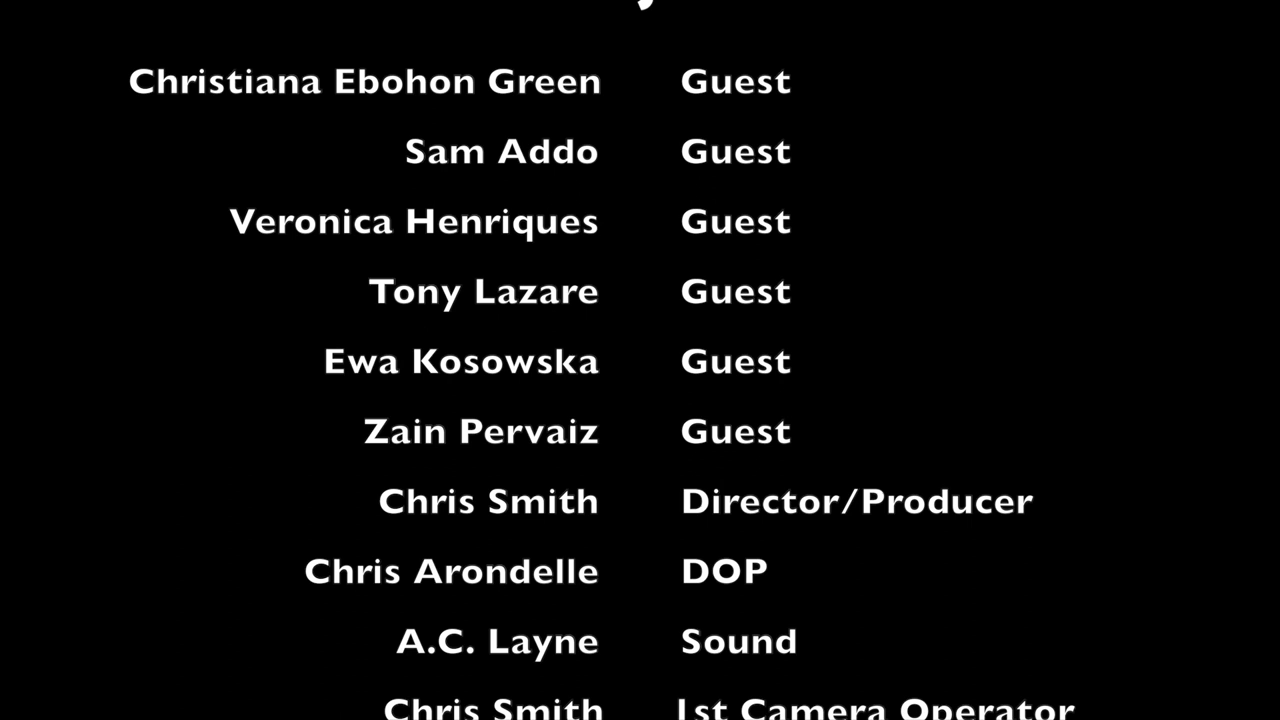 Christiana Ebohon Green Guest
Sam Addo Guest
Veronica Henriques Guest
Tony Lazare Guest
Ewa Kosowska Guest
Zain Pervaiz Guest
Chris Smith Director/Producer
Chris Arondelle DOP
A.C. Layne Sound
Chris Smith 1st Camera Operator